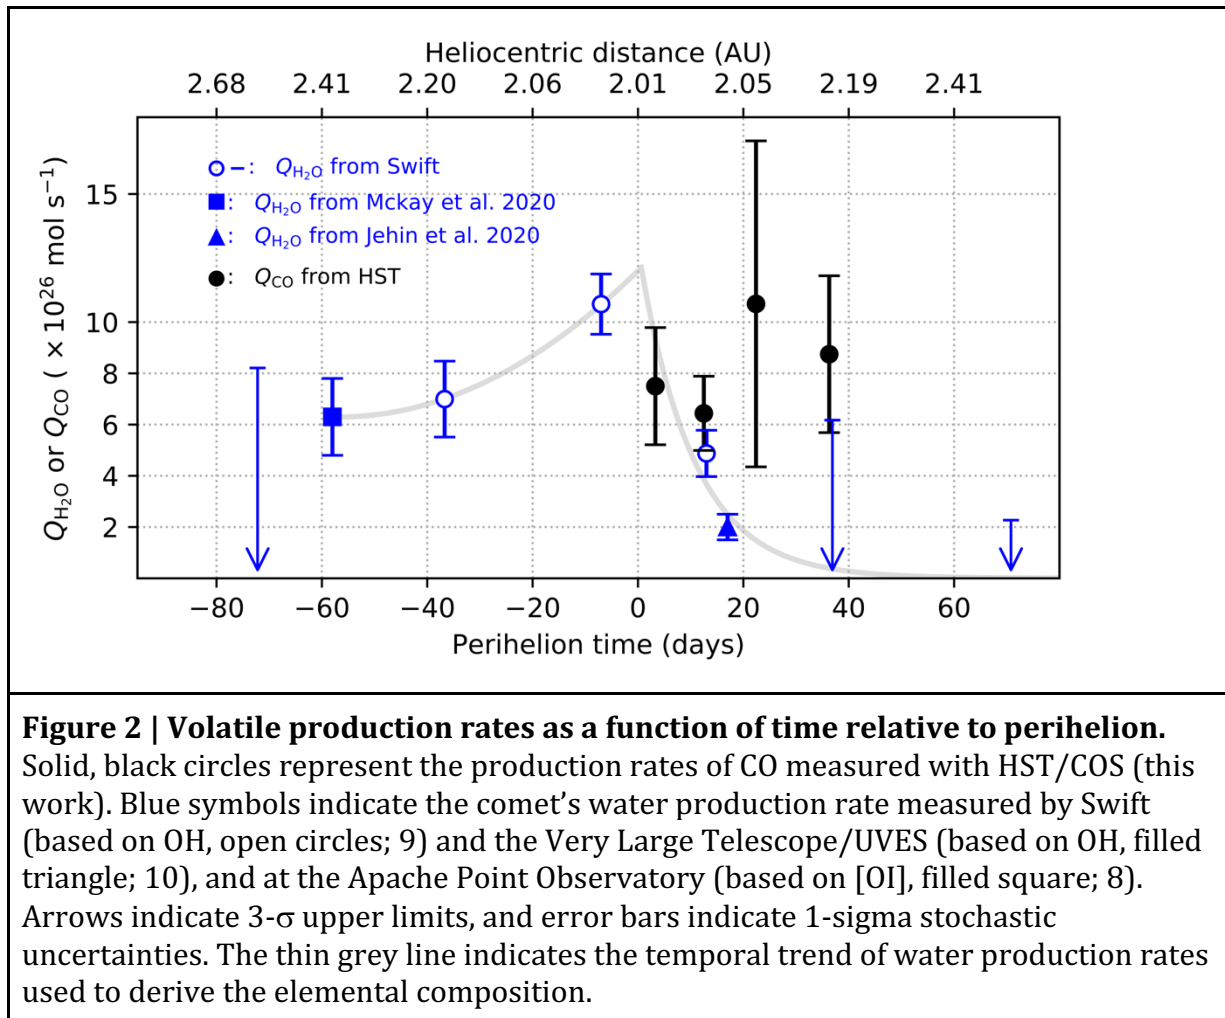 Heliocentric distance (AU)
2.68 2.41 2.20 2.06 2.01 2.05 2.19 2.41
Q_H₂O or Q_CO ( ×10²⁶ mol s⁻¹)
15
10
8
6
4
2
–: Q_H₂O from Swift
: Q_H₂O from Mckay et al. 2020
: Q_H₂O from Jehin et al. 2020
: Q_CO from HST
−80 −60 −40 −20 0 20 40 60
Perihelion time (days)
Figure 2 | Volatile production rates as a function of time relative to perihelion.
Solid, black circles represent the production rates of CO measured with HST/COS (this
work). Blue symbols indicate the comet’s water production rate measured by Swift
(based on OH, open circles; 9) and the Very Large Telescope/UVES (based on OH, filled
triangle; 10), and at the Apache Point Observatory (based on [OI], filled square; 8).
Arrows indicate 3-σ upper limits, and error bars indicate 1-sigma stochastic
uncertainties. The thin grey line indicates the temporal trend of water production rates
used to derive the elemental composition.